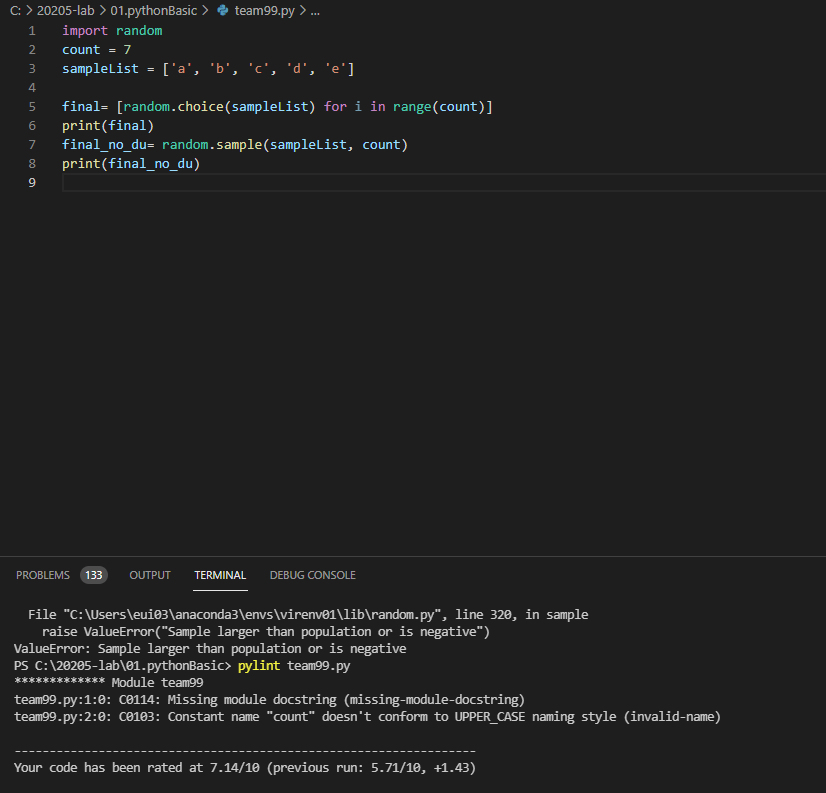 C: > 20205-lab > 01.pythonBasic > team99.py > ...
1 import random
2 count = 7
3 sampleList = ['a', 'b', 'c', 'd', 'e']
4
5 final= [random.choice(sampleList) for i in range(count)]
6 print(final)
7 final_no_du= random.sample(sampleList, count)
8 print(final_no_du)
9
PROBLEMS 133 OUTPUT TERMINAL DEBUG CONSOLE
File "C:\Users\eui03\anaconda3\envs\virenv01\lib\random.py", line 320, in sample
raise ValueError("Sample larger than population or is negative")
ValueError: Sample larger than population or is negative
PS C:\20205-lab\01.pythonBasic> pylint team99.py
************* Module team99
team99.py:1:0: C0114: Missing module docstring (missing-module-docstring)
team99.py:2:0: C0103: Constant name "count" doesn't conform to UPPER_CASE naming style (invalid-name)
------------------------------------------------------------------
Your code has been rated at 7.14/10 (previous run: 5.71/10, +1.43)